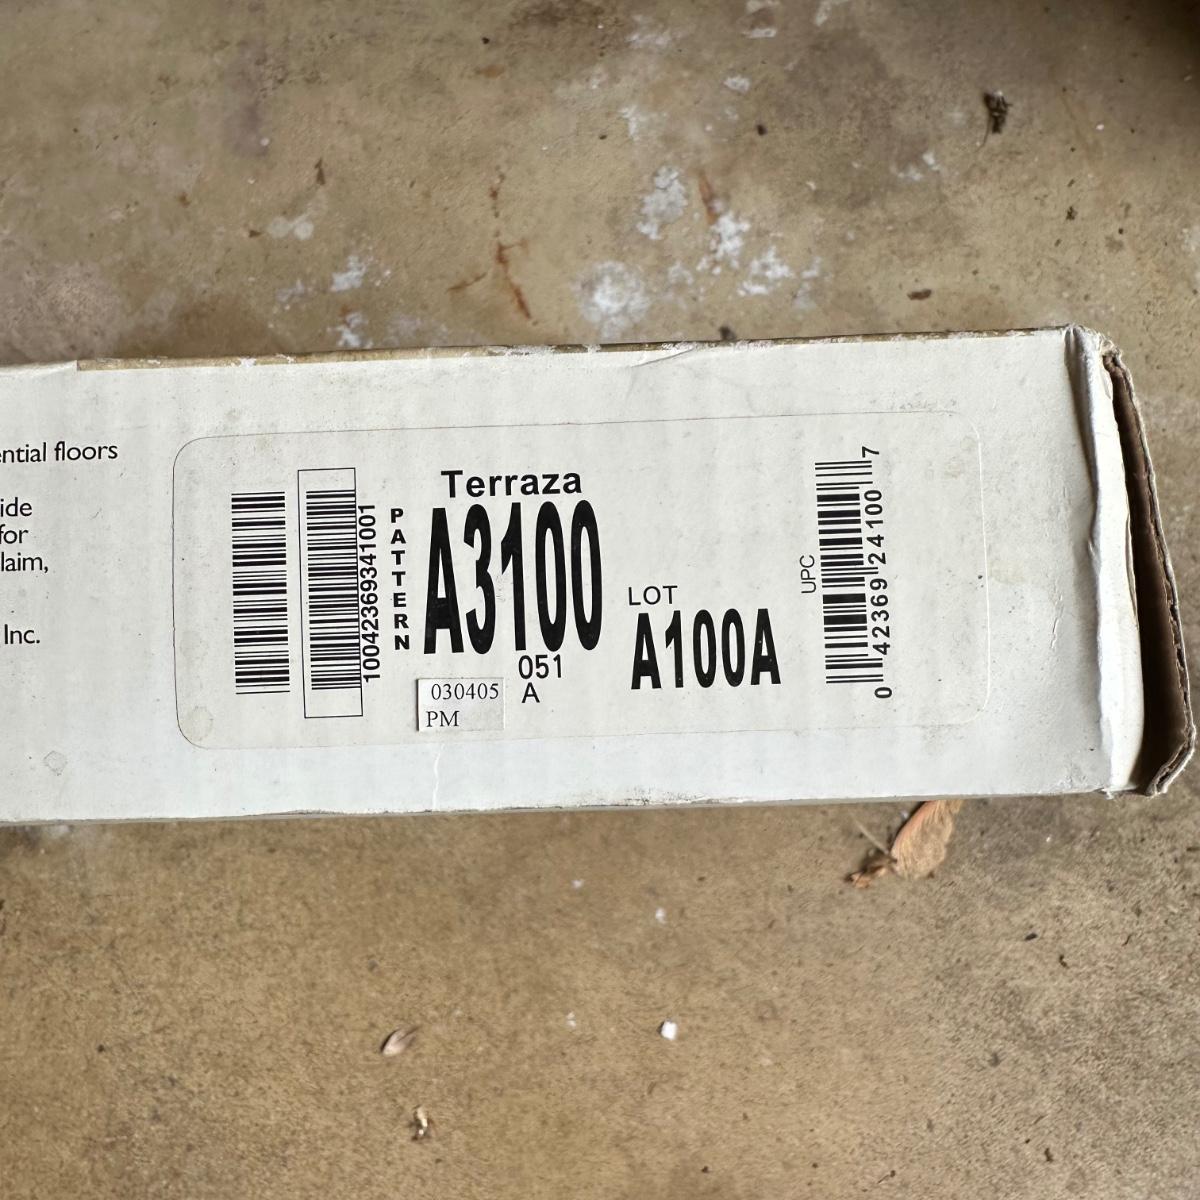 ential floors
ide
for
laim,
Inc.
10042369341001
PATTERN
Terraza
A3100
051
A
030405
PM
LOT
A100A
UPC
0 42369 24100 7